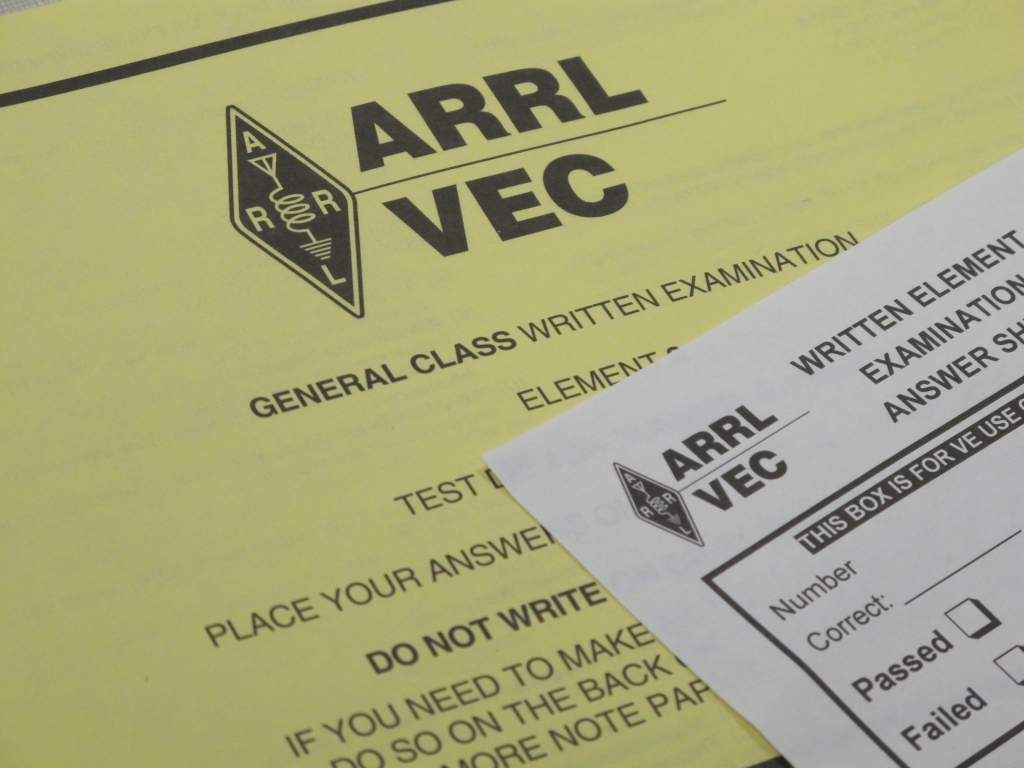 ARRL
VEC
A
R R
L
GENERAL CLASS WRITTEN EXAMINATION
ELEMENT
TEST
PLACE YOUR ANSWE
DO NOT WRITE
IF YOU NEED TO MAKE
DO SO ON THE BACK
MORE NOTE PAP
WRITTEN ELEMENT
EXAMINATION
ANSWER SH
ARRL
VEC
A
R R
L
THIS BOX IS FOR VE USE
Number
Correct:
Passed
Failed